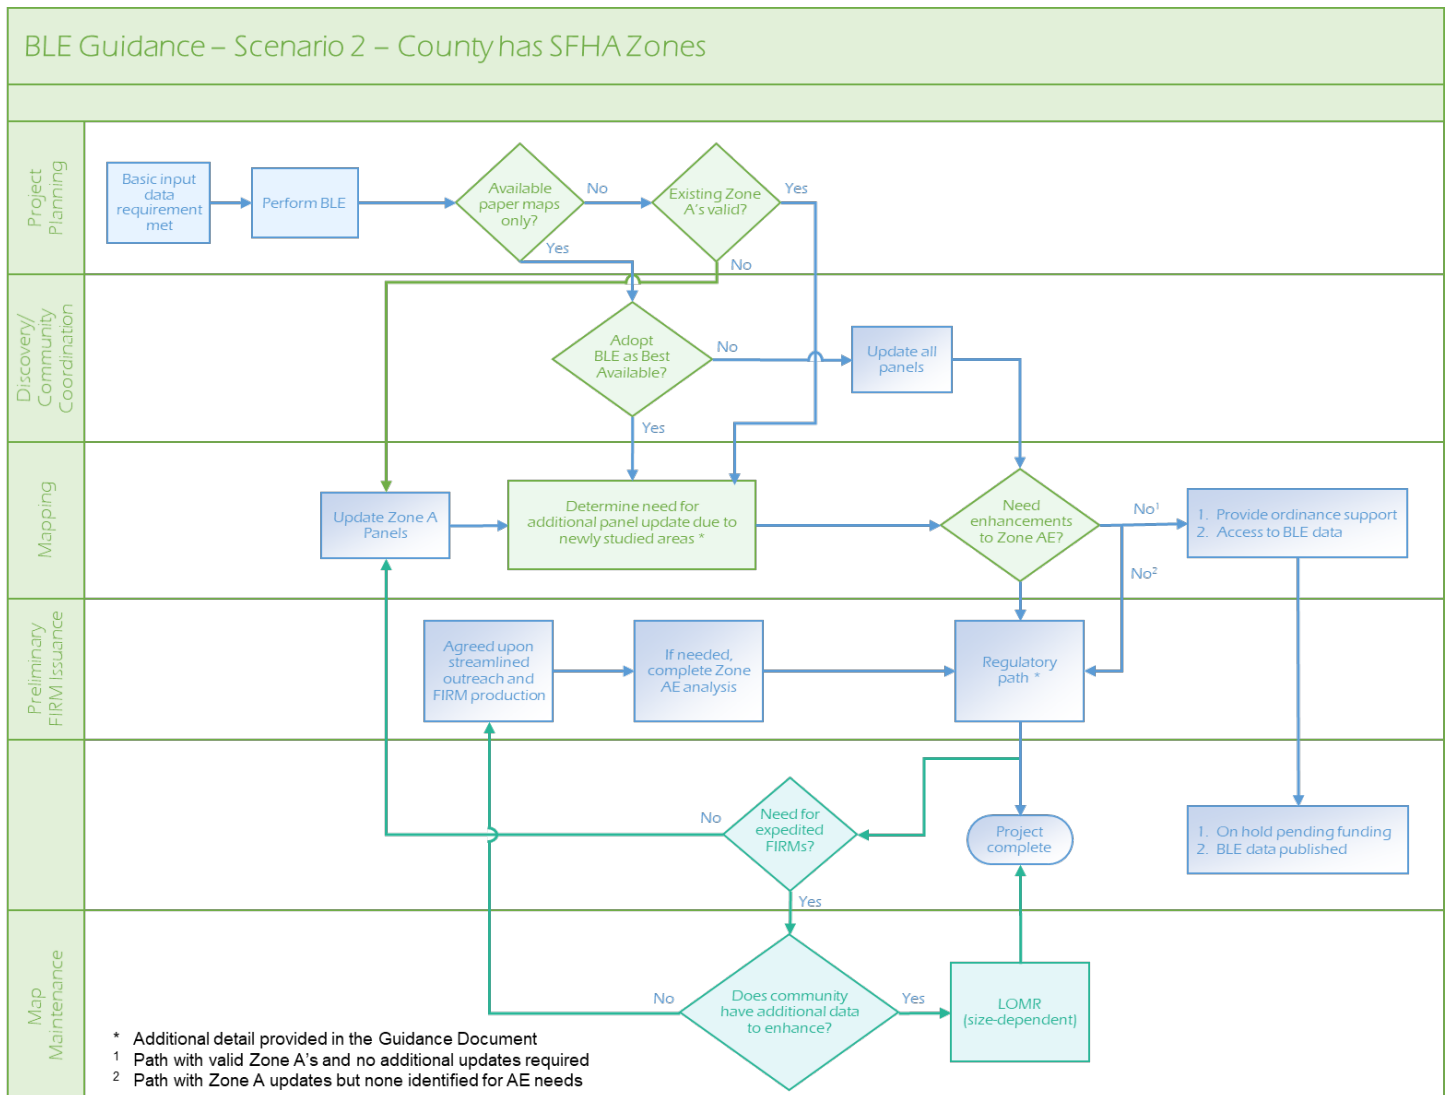 BLE Guidance – Scenario 2 – County has SFHA Zones
Project
Planning
Basic input
data
requirement
met
Perform BLE
Available
paper maps
only?
No
Existing Zone
A's valid?
Yes
Yes
No
Discovery/
Community
Coordination
Adopt
BLE as Best
Available?
No
Update all
panels
Yes
Mapping
Update Zone A
Panels
Determine need for
additional panel update due to
newly studied areas *
Need
enhancements
to Zone AE?
No¹
1. Provide ordinance support
2. Access to BLE data
No²
Preliminary
FIRM Issuance
Agreed upon
streamlined
outreach and
FIRM production
If needed,
complete Zone
AE analysis
Regulatory
path *
No
Need for
expedited
FIRMs?
Project
complete
1. On hold pending funding
2. BLE data published
Yes
Map
Maintenance
No
Does community
have additional data
to enhance?
Yes
LOMR
(size-dependent)
* Additional detail provided in the Guidance Document
¹ Path with valid Zone A's and no additional updates required
² Path with Zone A updates but none identified for AE needs